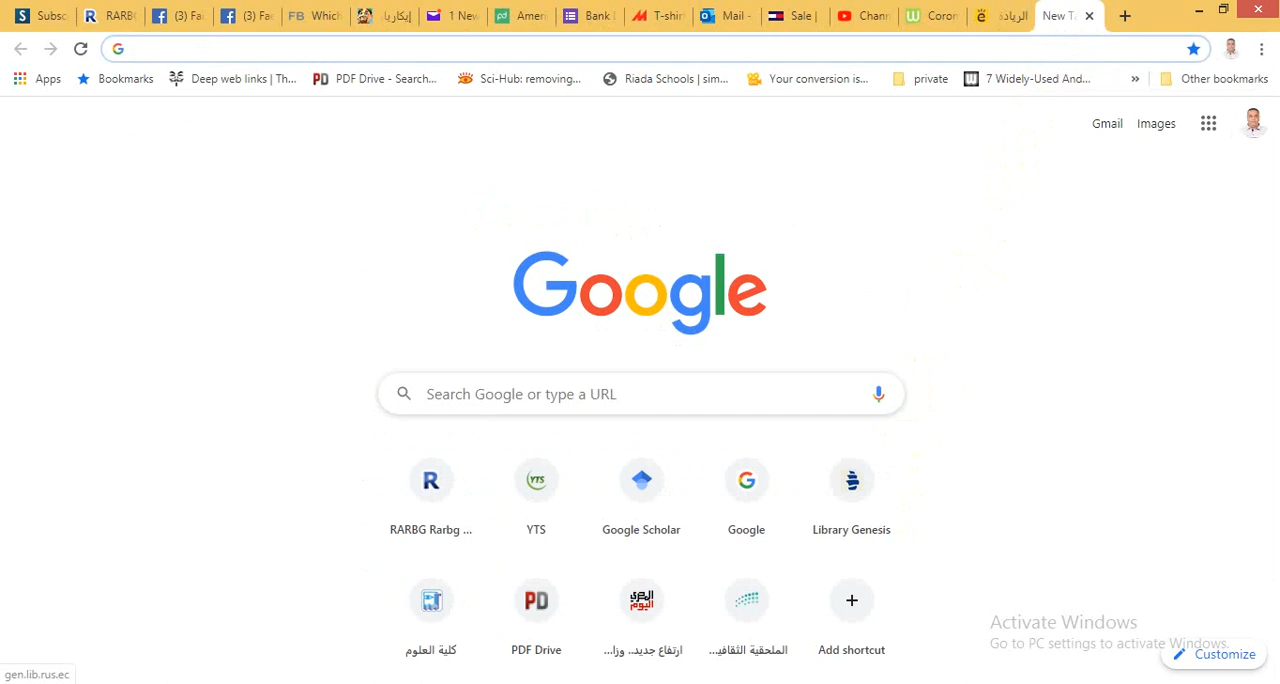 Subsc
RARB
(3) Fa
(3) Fac
Which
إيكاريا
1 New
Amer
Bank
T-shir
Mail -
Sale |
Chann
Coron
الريادة
New T
Apps
Bookmarks
Deep web links | Th...
PDF Drive - Search...
Sci-Hub: removing...
Riada Schools | sim...
Your conversion is...
private
7 Widely-Used And...
»
Other bookmarks
Gmail
Images
Google
Search Google or type a URL
RARBG Rarbg ...
YTS
Google Scholar
Google
Library Genesis
كلية العلوم
PDF Drive
ارتفاع جديد.. وزا...
الملحقية الثقافيـ...
Add shortcut
Activate Windows
Go to PC settings to activate Windows.
Customize
gen.lib.rus.ec